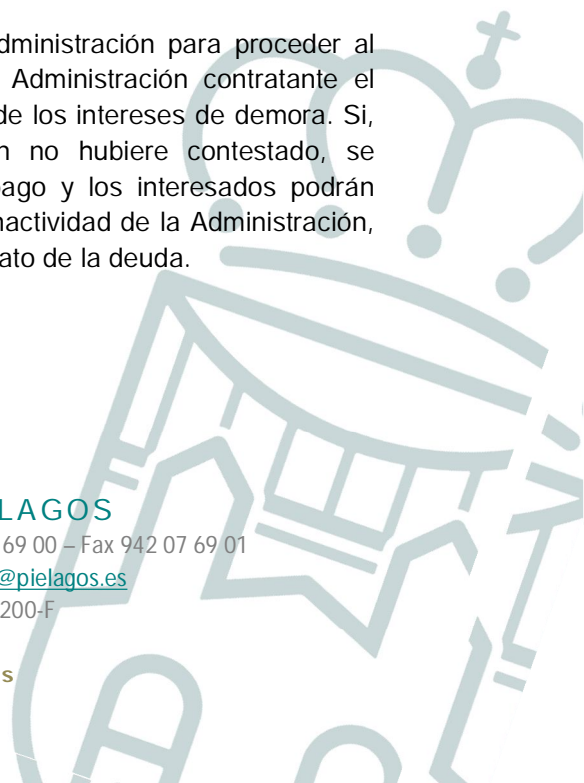 dministración para proceder al
Administración contratante el
de los intereses de demora. Si,
n no hubiere contestado, se
ago y los interesados podrán
nactividad de la Administración,
ato de la deuda.
LAGOS
69 00 – Fax 942 07 69 01
@pielagos.es
200-F
s